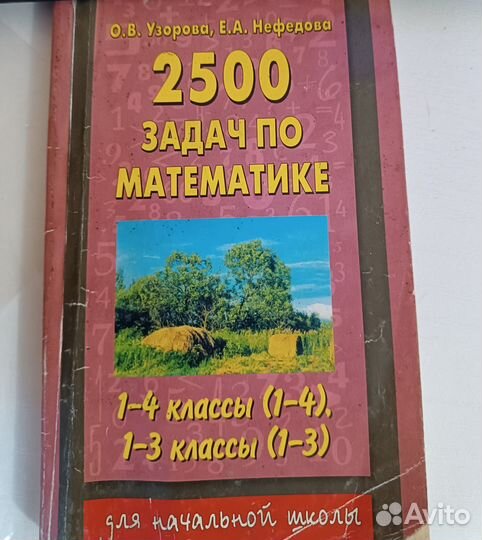 О.В. Узорова, Е.А. Нефедова
2500
ЗАДАЧ ПО
МАТЕМАТИКЕ
1–4 классы (1–4),
1–3 классы (1–3)
для начальной школы
Avito